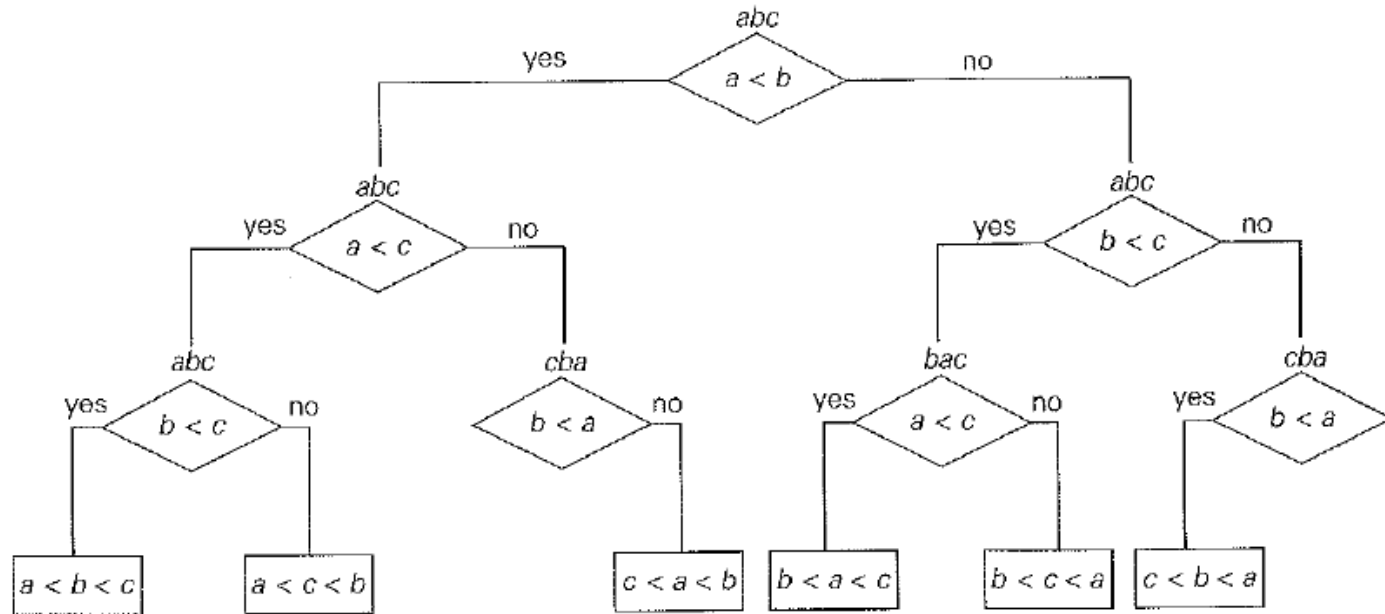 abc
yes
a < b
no
abc
yes
a < c
no
abc
yes
b < c
no
abc
yes
b < c
no
cba
b < a
no
bac
yes
a < c
no
cba
yes
b < a
a < b < c
a < c < b
c < a < b
b < a < c
b < c < a
c < b < a